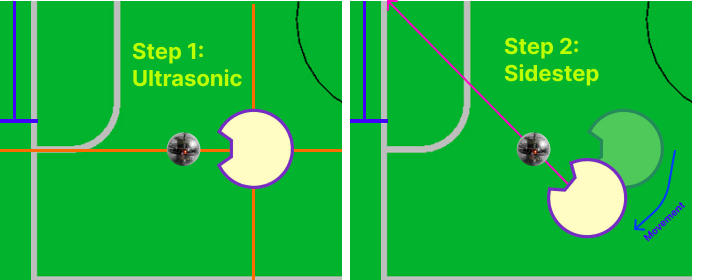 Step 1:
Ultrasonic
Step 2:
Sidestep
Movement